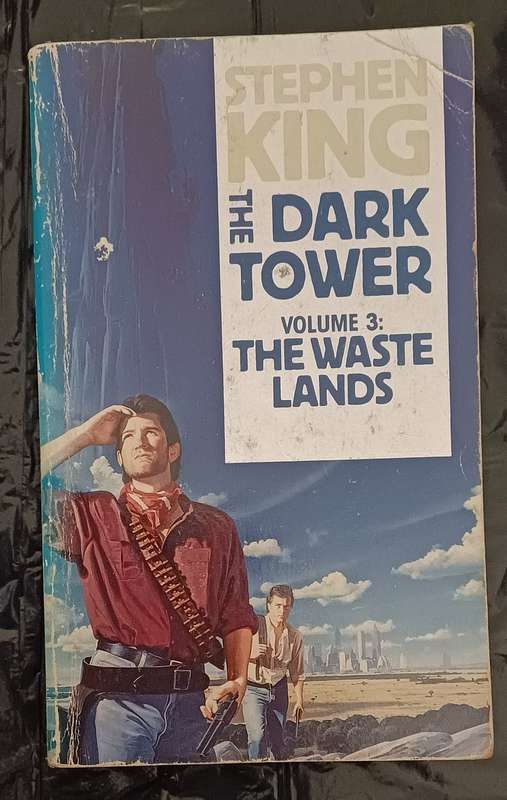 STEPHEN
KING
THE DARK
TOWER
VOLUME 3:
THE WASTE
LANDS